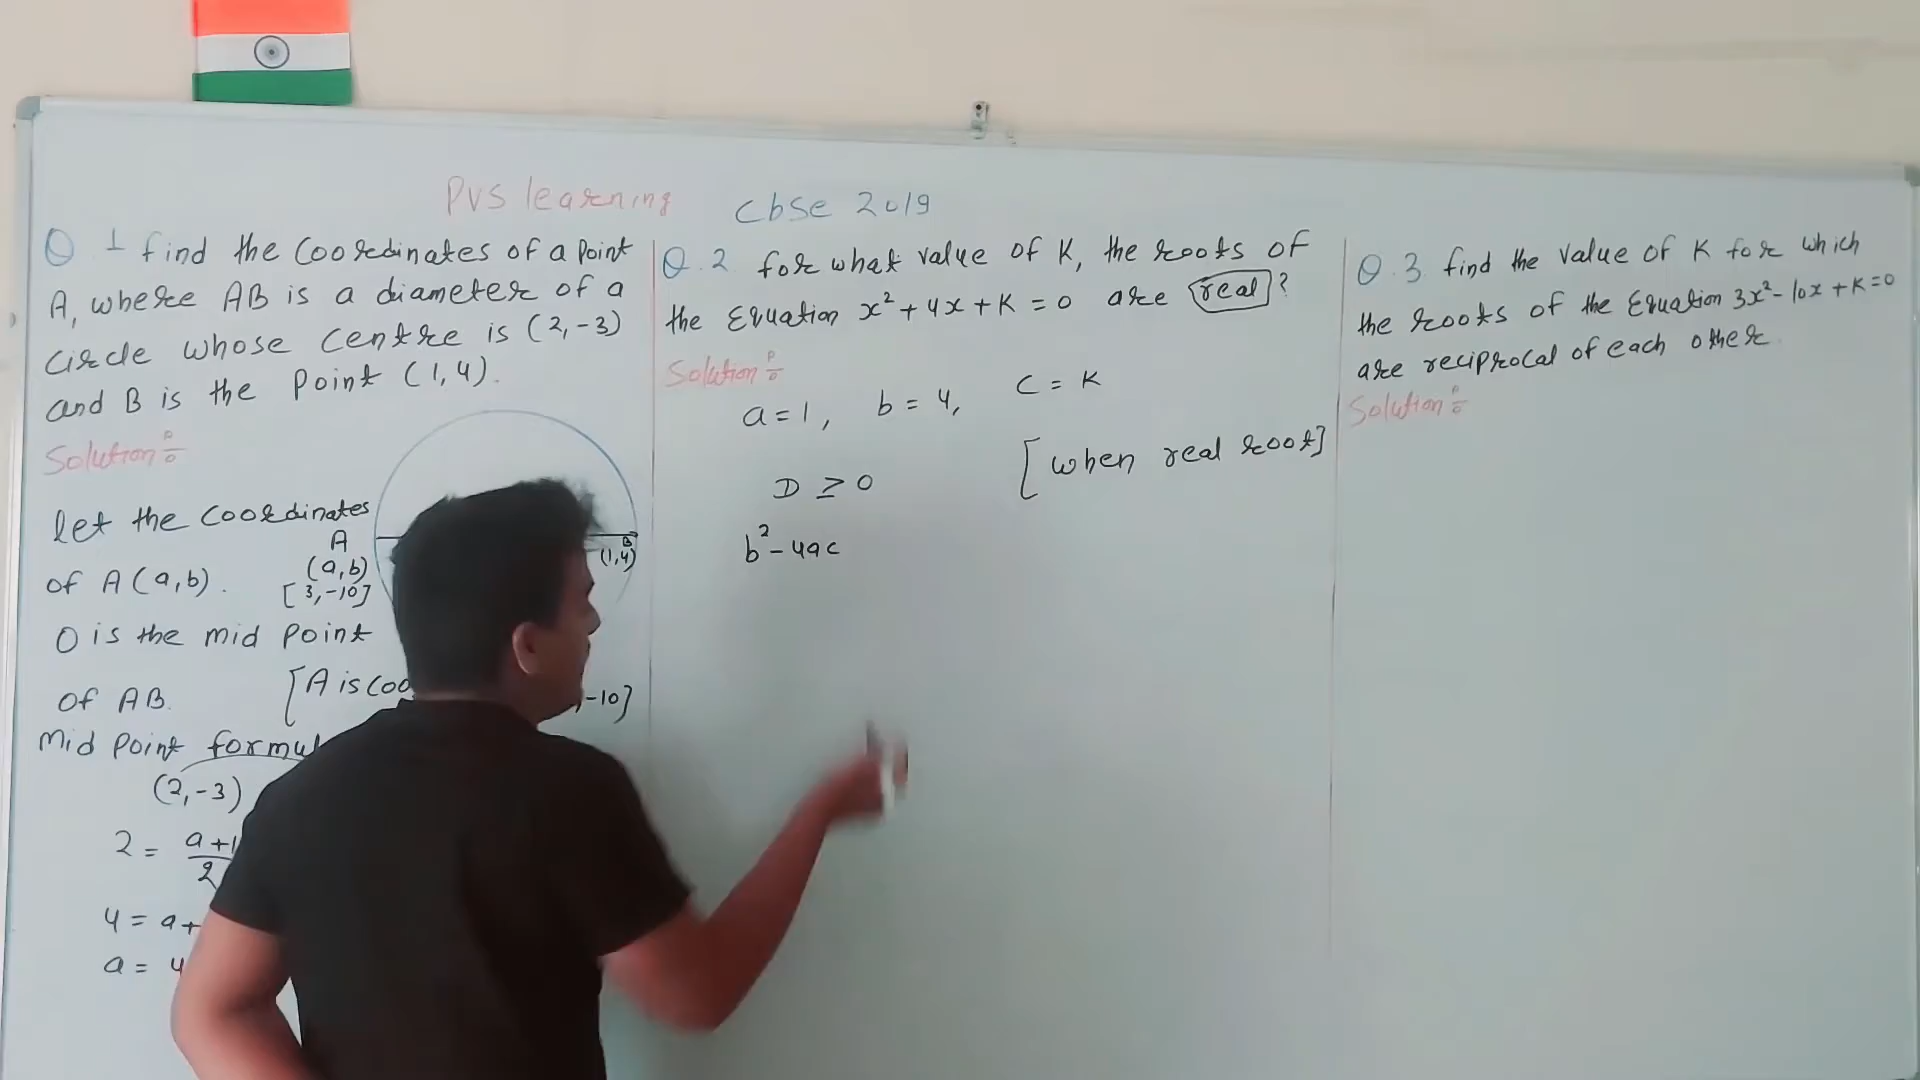 PVS learning
Cbse 2019
Q.1 find the Coordinates of a Point
A, where AB is a diameter of a
Circle whose Centre is (2,-3)
and B is the Point (1,4).
Solution
let the Coordinates
of A(a,b).
O is the mid Point
of AB.
A
(a,b)
[3,-10]
B
(1,4)
[A is
-10]
Mid Point
(2,-3)
2 = a+1/2
4 = a+
a = 4
Q.2 for what value of K, the roots of
the Equation x²+4x+K=0 are real?
Solution
a=1, b=4, C=K
D ≥ 0 [when real root]
b²-4ac
Q.3 find the value of K for which
the roots of the Equation 3x²-10x+K=0
are reciprocal of each other.
Solution